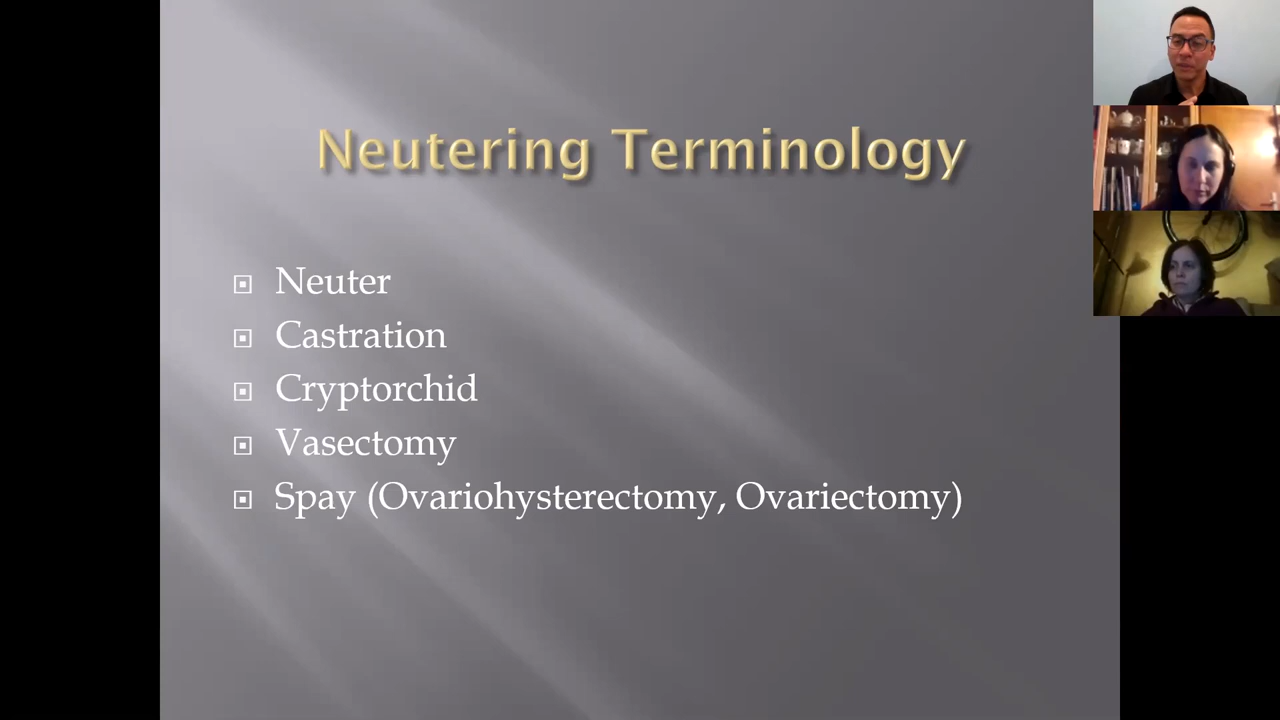 Neutering Terminology
Neuter
Castration
Cryptorchid
Vasectomy
Spay (Ovariohysterectomy, Ovariectomy)